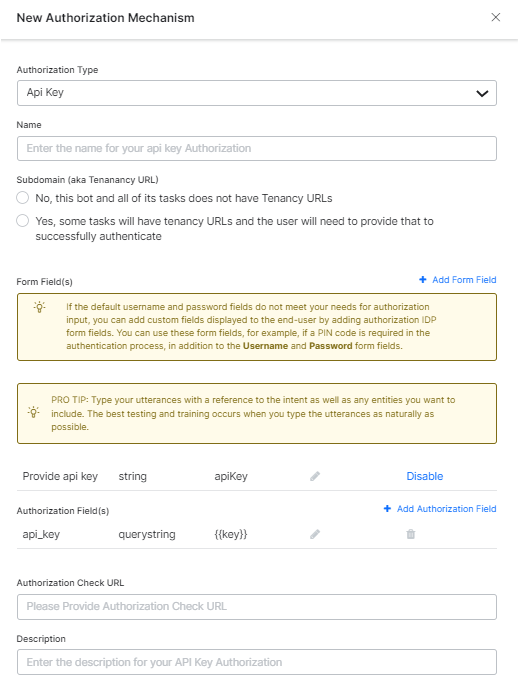 New Authorization Mechanism
Authorization Type
Api Key
Name
Enter the name for your api key Authorization
Subdomain (aka Tenanancy URL)
No, this bot and all of its tasks does not have Tenancy URLs
Yes, some tasks will have tenancy URLs and the user will need to provide that to
successfully authenticate
Form Field(s)
+ Add Form Field
If the default username and password fields do not meet your needs for authorization
input, you can add custom fields displayed to the end-user by adding authorization IDP
form fields. You can use these form fields, for example, if a PIN code is required in the
authentication process, in addition to the Username and Password form fields.
PRO TIP: Type your utterances with a reference to the intent as well as any entities you want to
include. The best testing and training occurs when you type the utterances as naturally as
possible.
Provide api key string apiKey Disable
Authorization Field(s)
+ Add Authorization Field
api_key querystring {{key}}
Authorization Check URL
Please Provide Authorization Check URL
Description
Enter the description for your API Key Authorization